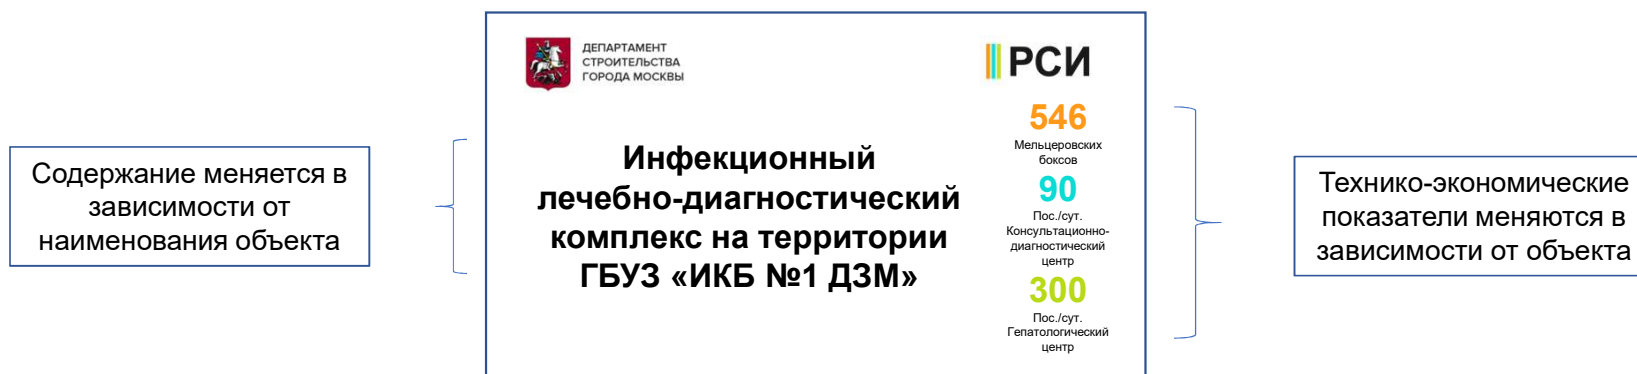 Содержание меняется в
зависимости от
наименования объекта
ДЕПАРТАМЕНТ
СТРОИТЕЛЬСТВА
ГОРОДА МОСКВЫ
РСИ
Инфекционный
лечебно-диагностический
комплекс на территории
ГБУЗ «ИКБ №1 ДЗМ»
546
Мельцеровских
боксов
90
Пос./сут.
Консультационно-
диагностический
центр
300
Пос./сут.
Гепатологический
центр
Технико-экономические
показатели меняются в
зависимости от объекта